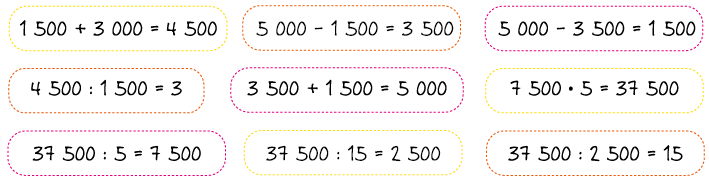 1 500 + 3 000 = 4 500
5 000 − 1 500 = 3 500
5 000 − 3 500 = 1 500
4 500 : 1 500 = 3
3 500 + 1 500 = 5 000
7 500 · 5 = 37 500
37 500 : 5 = 7 500
37 500 : 15 = 2 500
37 500 : 2 500 = 15